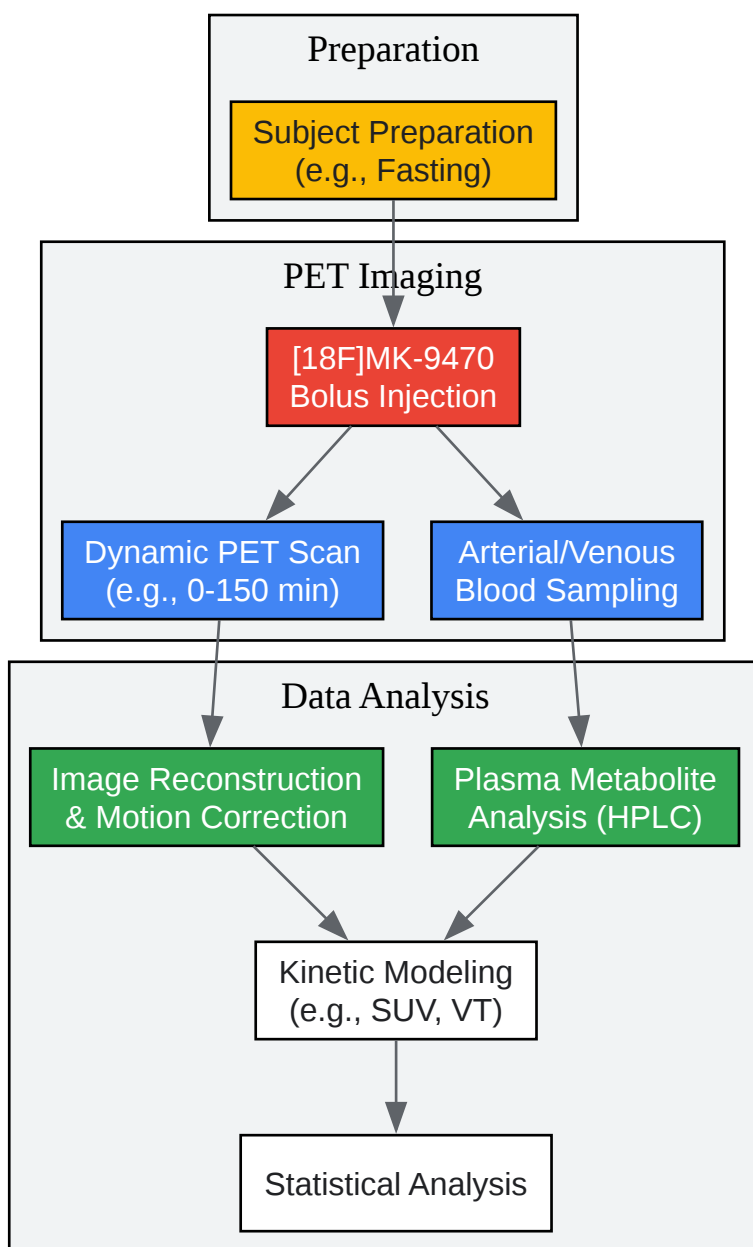 Preparation
Subject Preparation
(e.g., Fasting)
PET Imaging
[18F]MK-9470
Bolus Injection
Dynamic PET Scan
(e.g., 0-150 min)
Arterial/Venous
Blood Sampling
Data Analysis
Image Reconstruction
& Motion Correction
Plasma Metabolite
Analysis (HPLC)
Kinetic Modeling
(e.g., SUV, VT)
Statistical Analysis